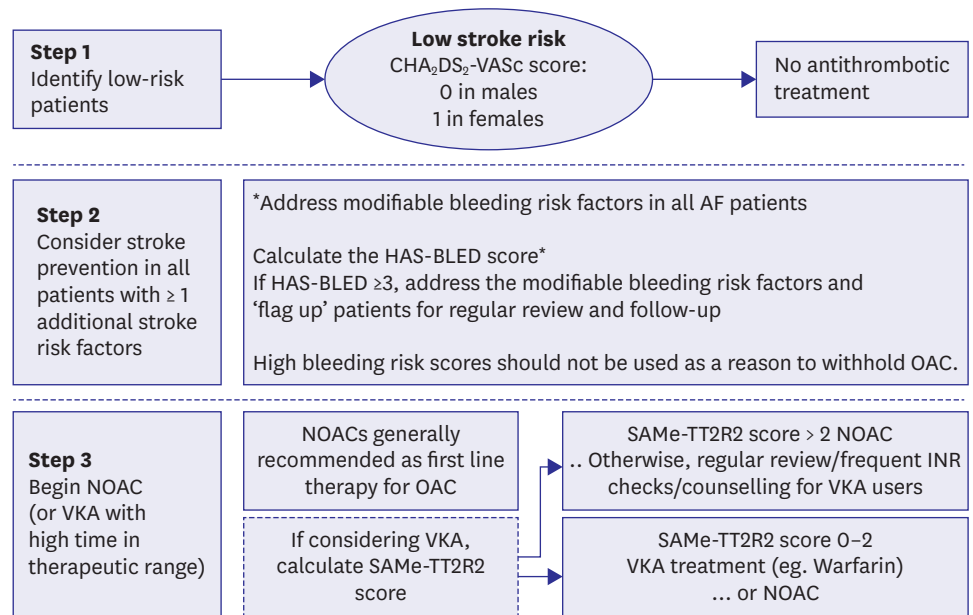 Step 1
Identify low-risk
patients
Low stroke risk
CHA₂DS₂-VASc score:
0 in males
1 in females
No antithrombotic
treatment
Step 2
Consider stroke
prevention in all
patients with ≥ 1
additional stroke
risk factors
*Address modifiable bleeding risk factors in all AF patients
Calculate the HAS-BLED score*
If HAS-BLED ≥3, address the modifiable bleeding risk factors and
‘flag up’ patients for regular review and follow-up
High bleeding risk scores should not be used as a reason to withhold OAC.
Step 3
Begin NOAC
(or VKA with
high time in
therapeutic range)
NOACs generally
recommended as first line
therapy for OAC
If considering VKA,
calculate SAMe-TT2R2
score
SAMe-TT2R2 score > 2 NOAC
.. Otherwise, regular review/frequent INR
checks/counselling for VKA users
SAMe-TT2R2 score 0–2
VKA treatment (eg. Warfarin)
... or NOAC